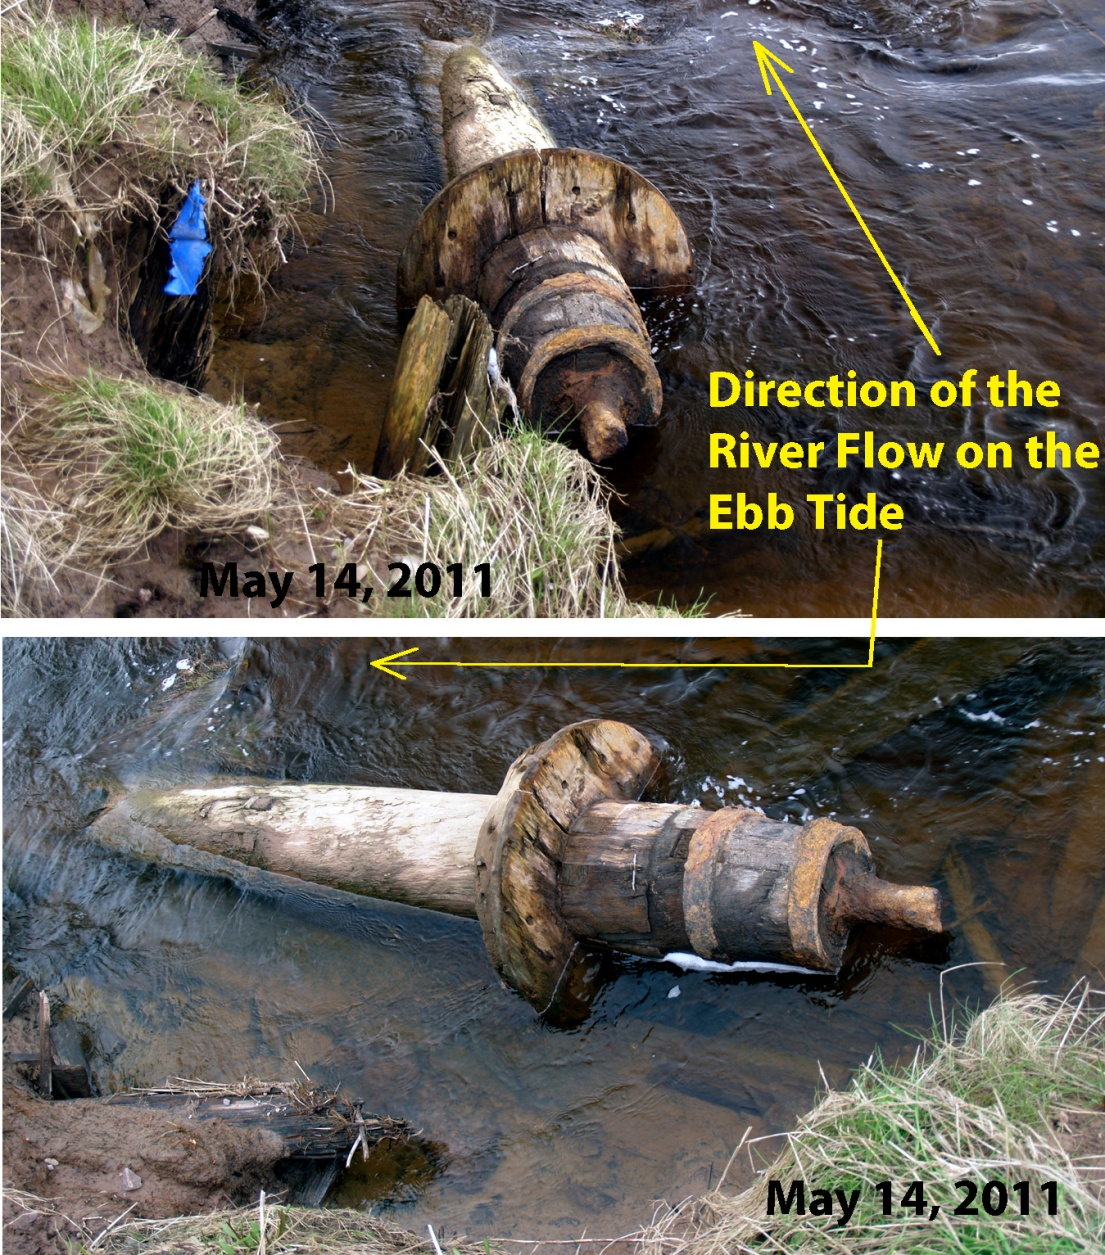 Direction of the
River Flow on the
Ebb Tide
May 14, 2011
May 14, 2011